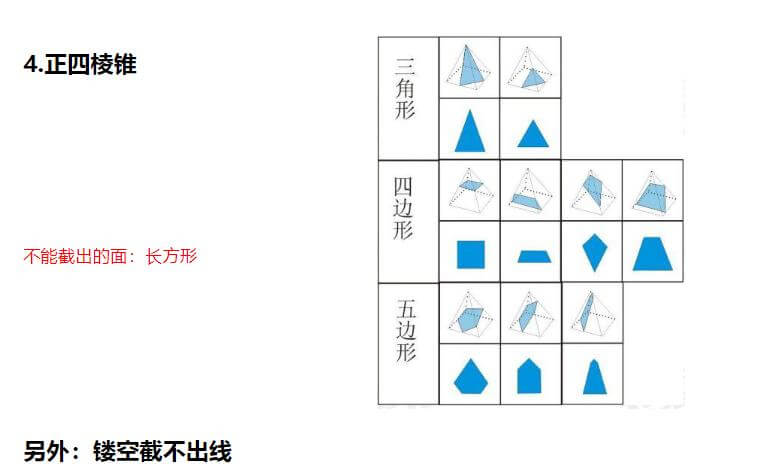 4.正四棱锥
三角形
四边形
不能截出的面：长方形
五边形
另外：镂空截不出线